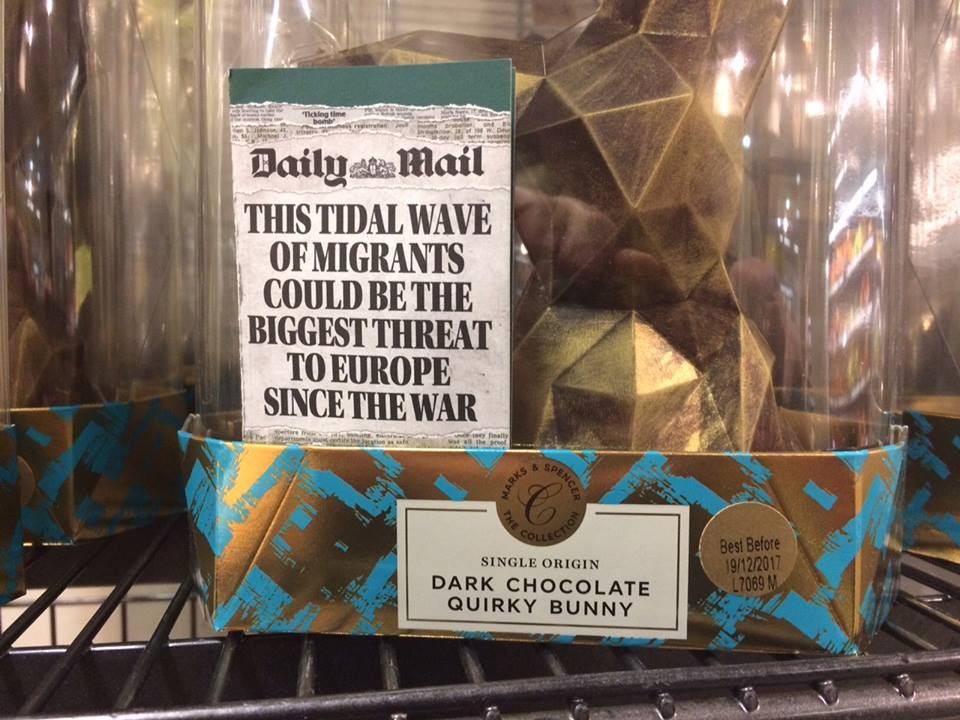 'Ticking time
bomb'
Daily Mail
THIS TIDAL WAVE
OF MIGRANTS
COULD BE THE
BIGGEST THREAT
TO EUROPE
SINCE THE WAR
MARKS & SPENCER
C
THE COLLECTION
SINGLE ORIGIN
DARK CHOCOLATE
QUIRKY BUNNY
Best Before
19/12/2017
L7069 M